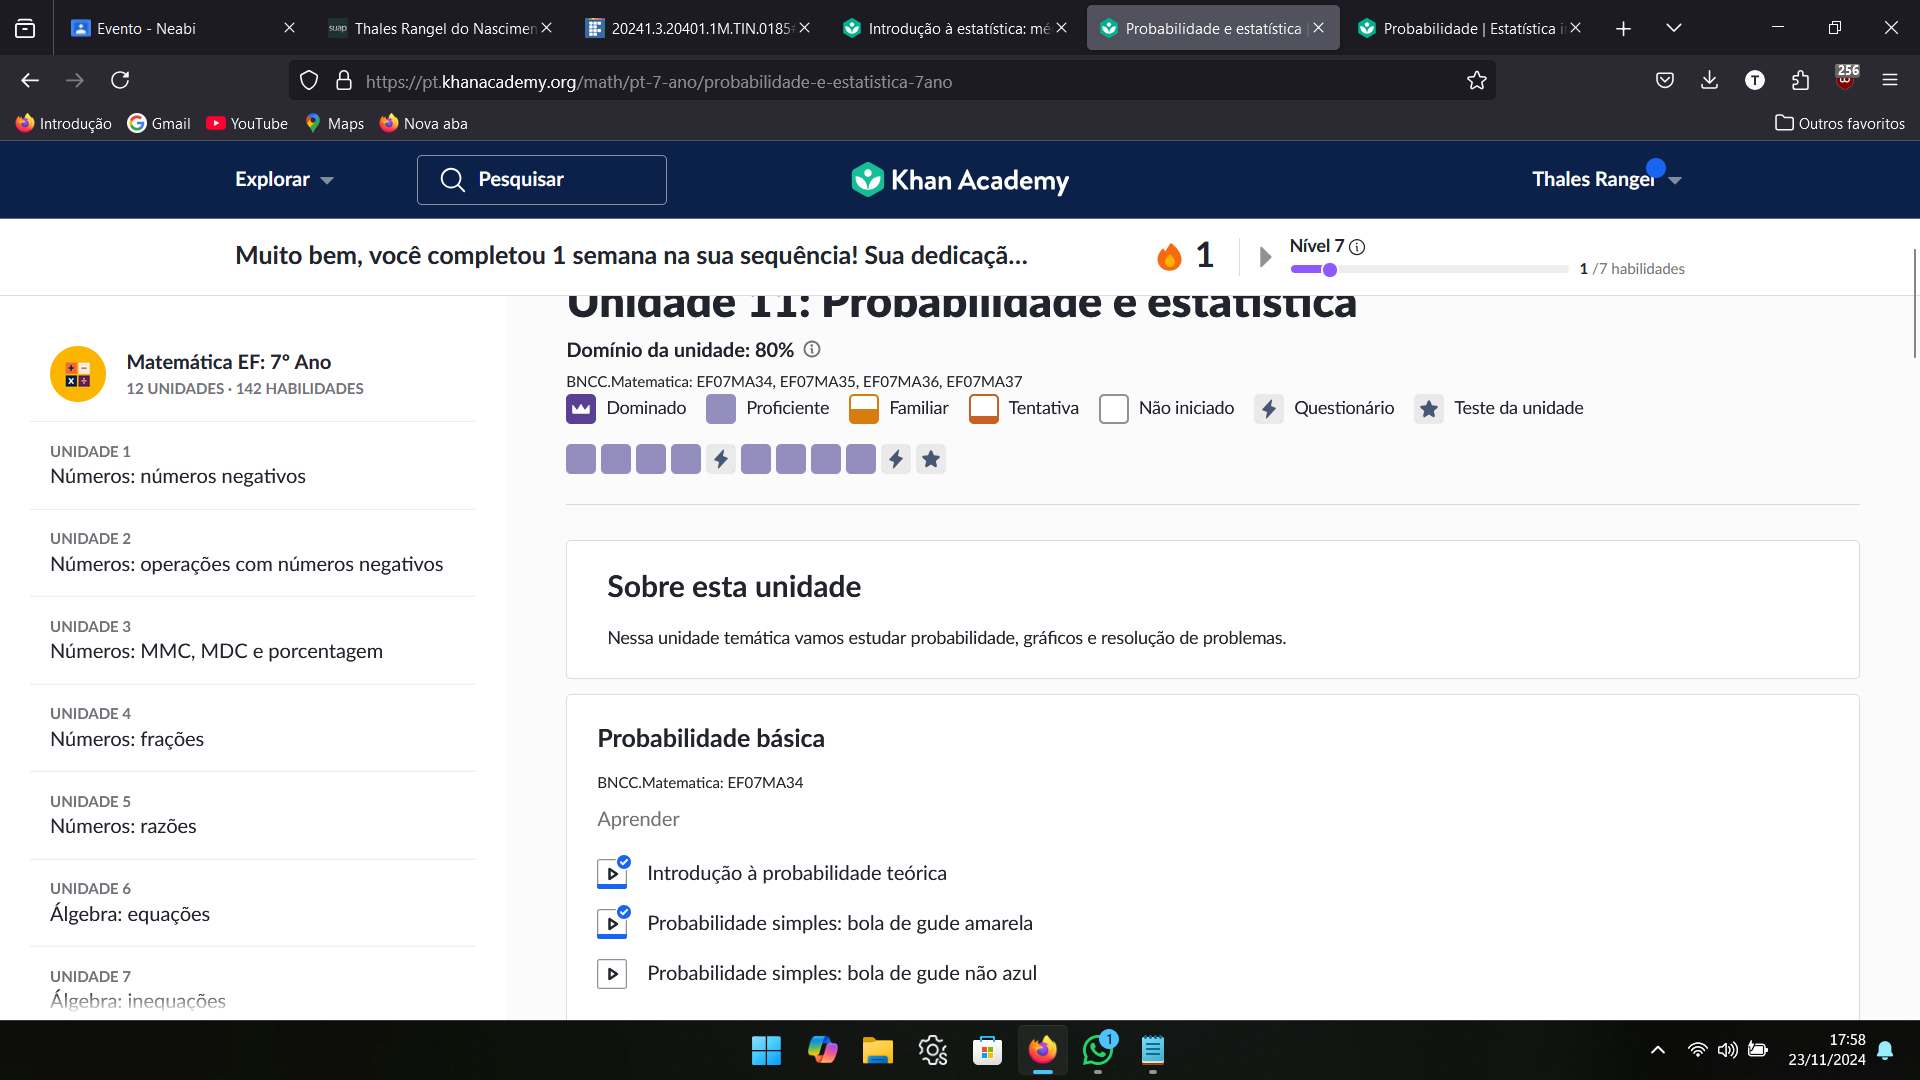 Evento - Neabi
suap Thales Rangel do Nascimen
20241.3.20401.1M.TIN.0185
Introdução à estatística: mé
Probabilidade e estatística |
Probabilidade | Estatística i
https://pt.khanacademy.org/math/pt-7-ano/probabilidade-e-estatistica-7ano
T
256
Introdução
Gmail
YouTube
Maps
Nova aba
Outros favoritos
Explorar
Pesquisar
Khan Academy
Thales Rangel
Muito bem, você completou 1 semana na sua sequência! Sua dedicaçã...
1
Nível 7
1 /7 habilidades
Unidade 11: Probabilidade e estatística
Domínio da unidade: 80%
BNCC.Matematica: EF07MA34, EF07MA35, EF07MA36, EF07MA37
Dominado
Proficiente
Familiar
Tentativa
Não iniciado
Questionário
Teste da unidade
Matemática EF: 7º Ano
12 UNIDADES · 142 HABILIDADES
UNIDADE 1
Números: números negativos
UNIDADE 2
Números: operações com números negativos
UNIDADE 3
Números: MMC, MDC e porcentagem
UNIDADE 4
Números: frações
UNIDADE 5
Números: razões
UNIDADE 6
Álgebra: equações
UNIDADE 7
Álgebra: inequações
Sobre esta unidade
Nessa unidade temática vamos estudar probabilidade, gráficos e resolução de problemas.
Probabilidade básica
BNCC.Matematica: EF07MA34
Aprender
Introdução à probabilidade teórica
Probabilidade simples: bola de gude amarela
Probabilidade simples: bola de gude não azul
1
17:58
23/11/2024